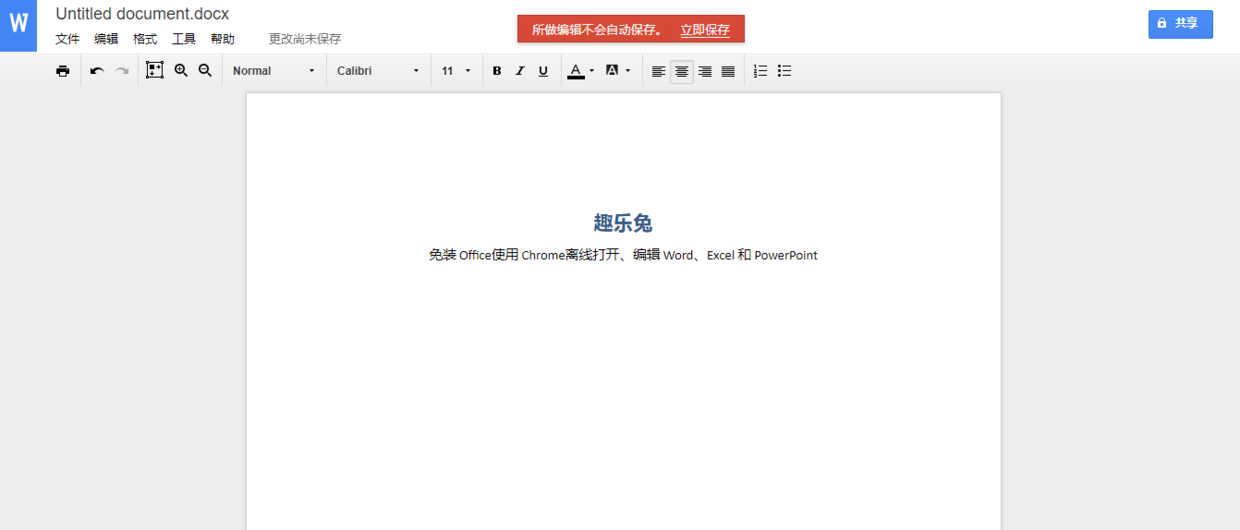 W
Untitled document.docx
所做编辑不会自动保存。 立即保存
共享
文件 编辑 格式 工具 帮助 更改尚未保存
Normal Calibri 11 B I U A A
趣乐兔
免装 Office使用 Chrome离线打开、编辑 Word、Excel 和 PowerPoint